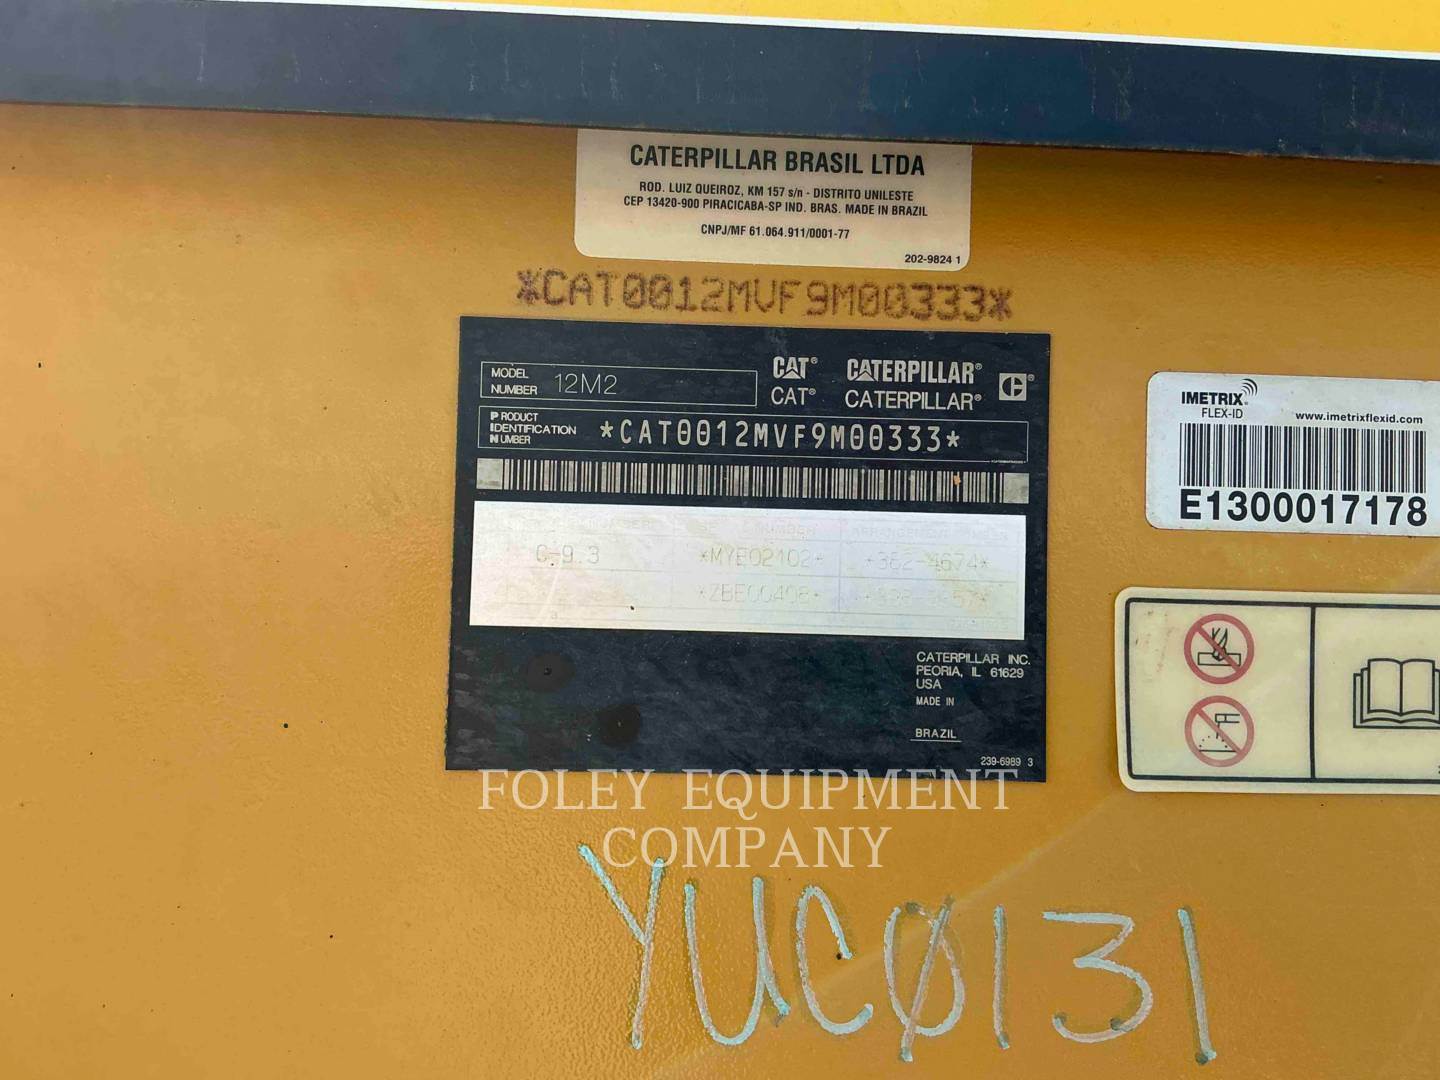 CATERPILLAR BRASIL LTDA
ROD. LUIZ QUEIROZ, KM 157 s/n - DISTRITO UNILESTE
CEP 13420-900 PIRACICABA-SP IND. BRAS. MADE IN BRAZIL
CNPJ/MF 61.064.911/0001-77
202-9824 1
*CAT0012MVF9M00333*
MODEL NUMBER 12M2
CAT® CATERPILLAR®
CAT® CATERPILLAR®
PRODUCT IDENTIFICATION NUMBER *CAT0012MVF9M00333*
C-9.3 *MYE02102* *362-4674*
*ZBE00408*
CATERPILLAR INC.
PEORIA, IL 61629
USA
MADE IN
BRAZIL
239-6989 3
IMETRIX
FLEX-ID
www.imetrixflexid.com
E1300017178
FOLEY EQUIPMENT
COMPANY
YUC0131